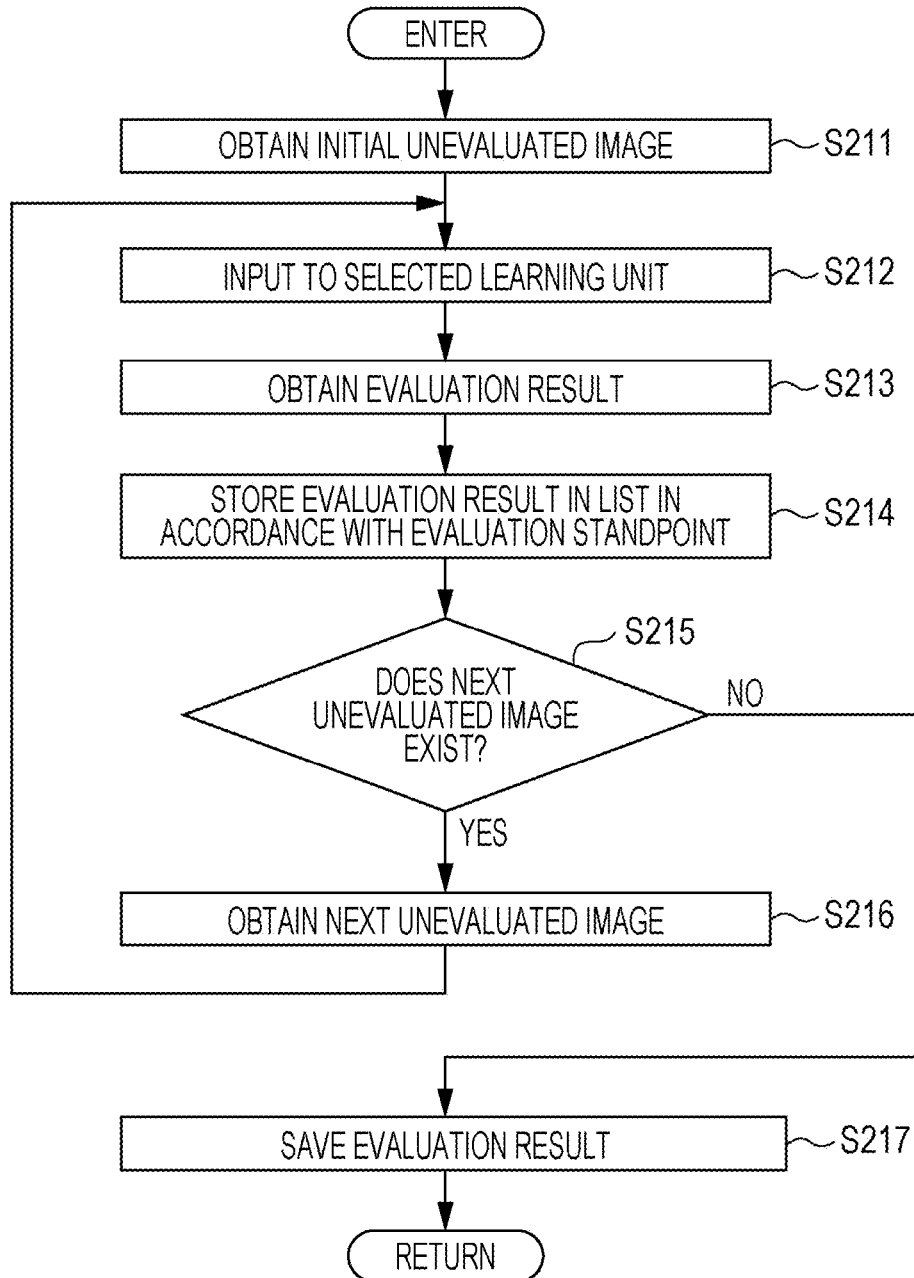 ENTER
OBTAIN INITIAL UNEVALUATED IMAGE
S211
INPUT TO SELECTED LEARNING UNIT
S212
OBTAIN EVALUATION RESULT
S213
STORE EVALUATION RESULT IN LIST IN
ACCORDANCE WITH EVALUATION STANDPOINT
S214
S215
DOES NEXT
UNEVALUATED IMAGE
EXIST?
NO
YES
OBTAIN NEXT UNEVALUATED IMAGE
S216
SAVE EVALUATION RESULT
S217
RETURN